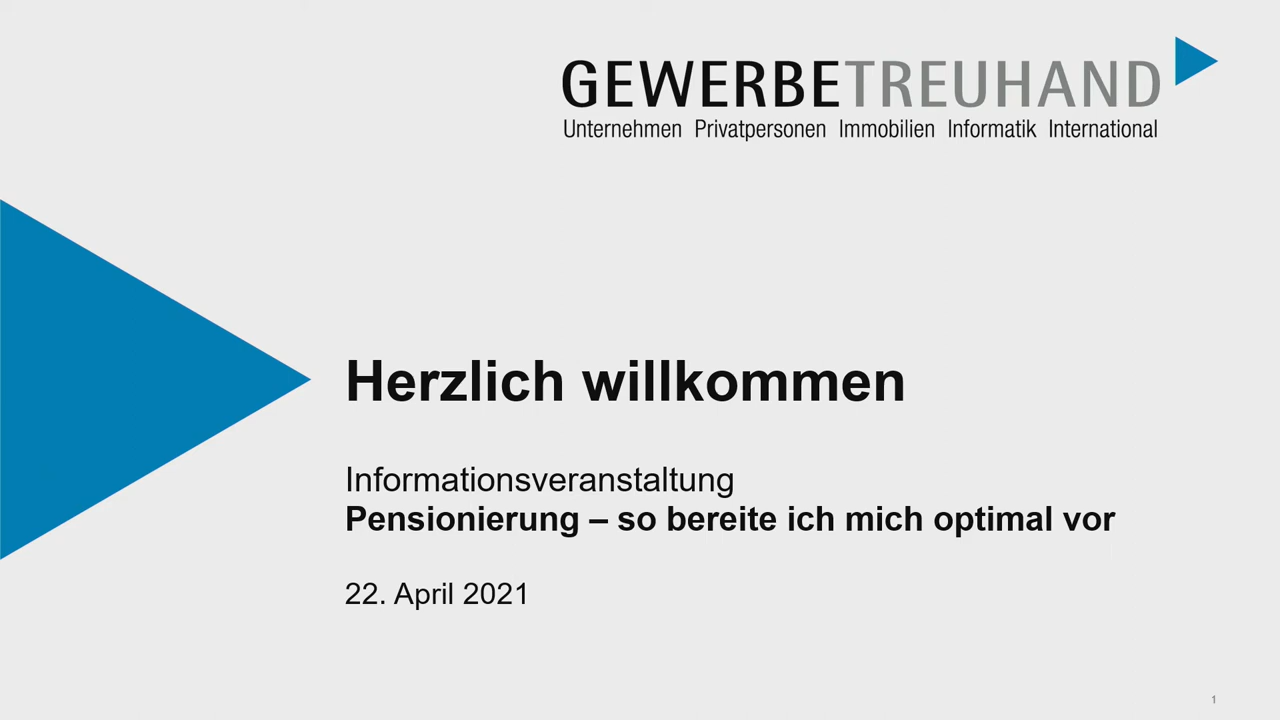 GEWERBETREUHAND
Unternehmen Privatpersonen Immobilien Informatik International
Herzlich willkommen
Informationsveranstaltung
Pensionierung – so bereite ich mich optimal vor
22. April 2021
1